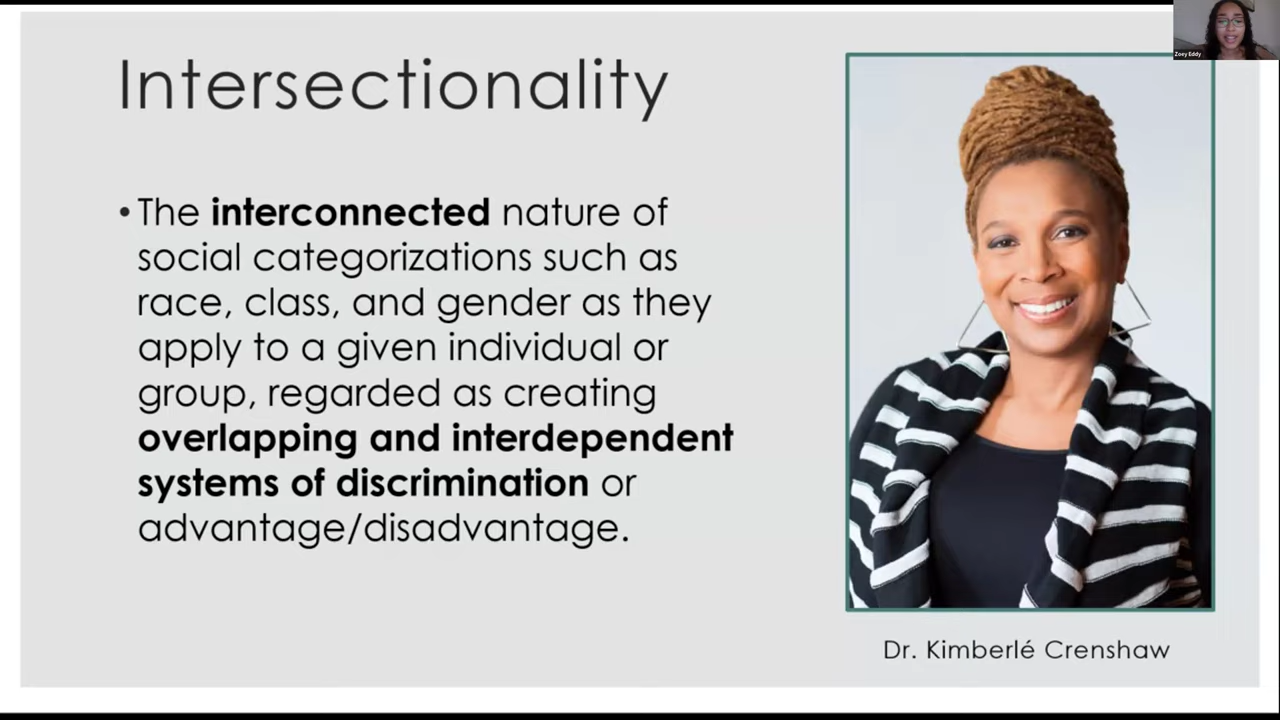 Intersectionality
• The interconnected nature of
social categorizations such as
race, class, and gender as they
apply to a given individual or
group, regarded as creating
overlapping and interdependent
systems of discrimination or
advantage/disadvantage.
Dr. Kimberlé Crenshaw
Zoey Eddy